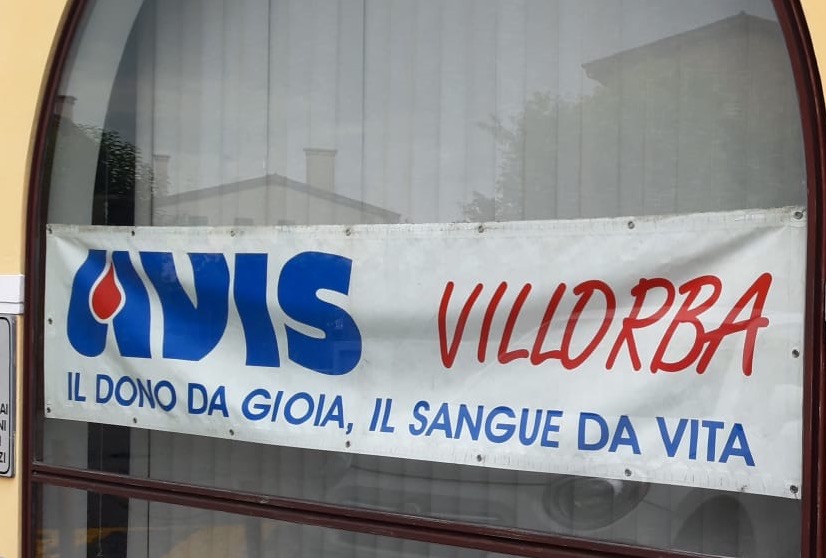 AVIS VILLORBA
IL DONO DA GIOIA, IL SANGUE DA VITA